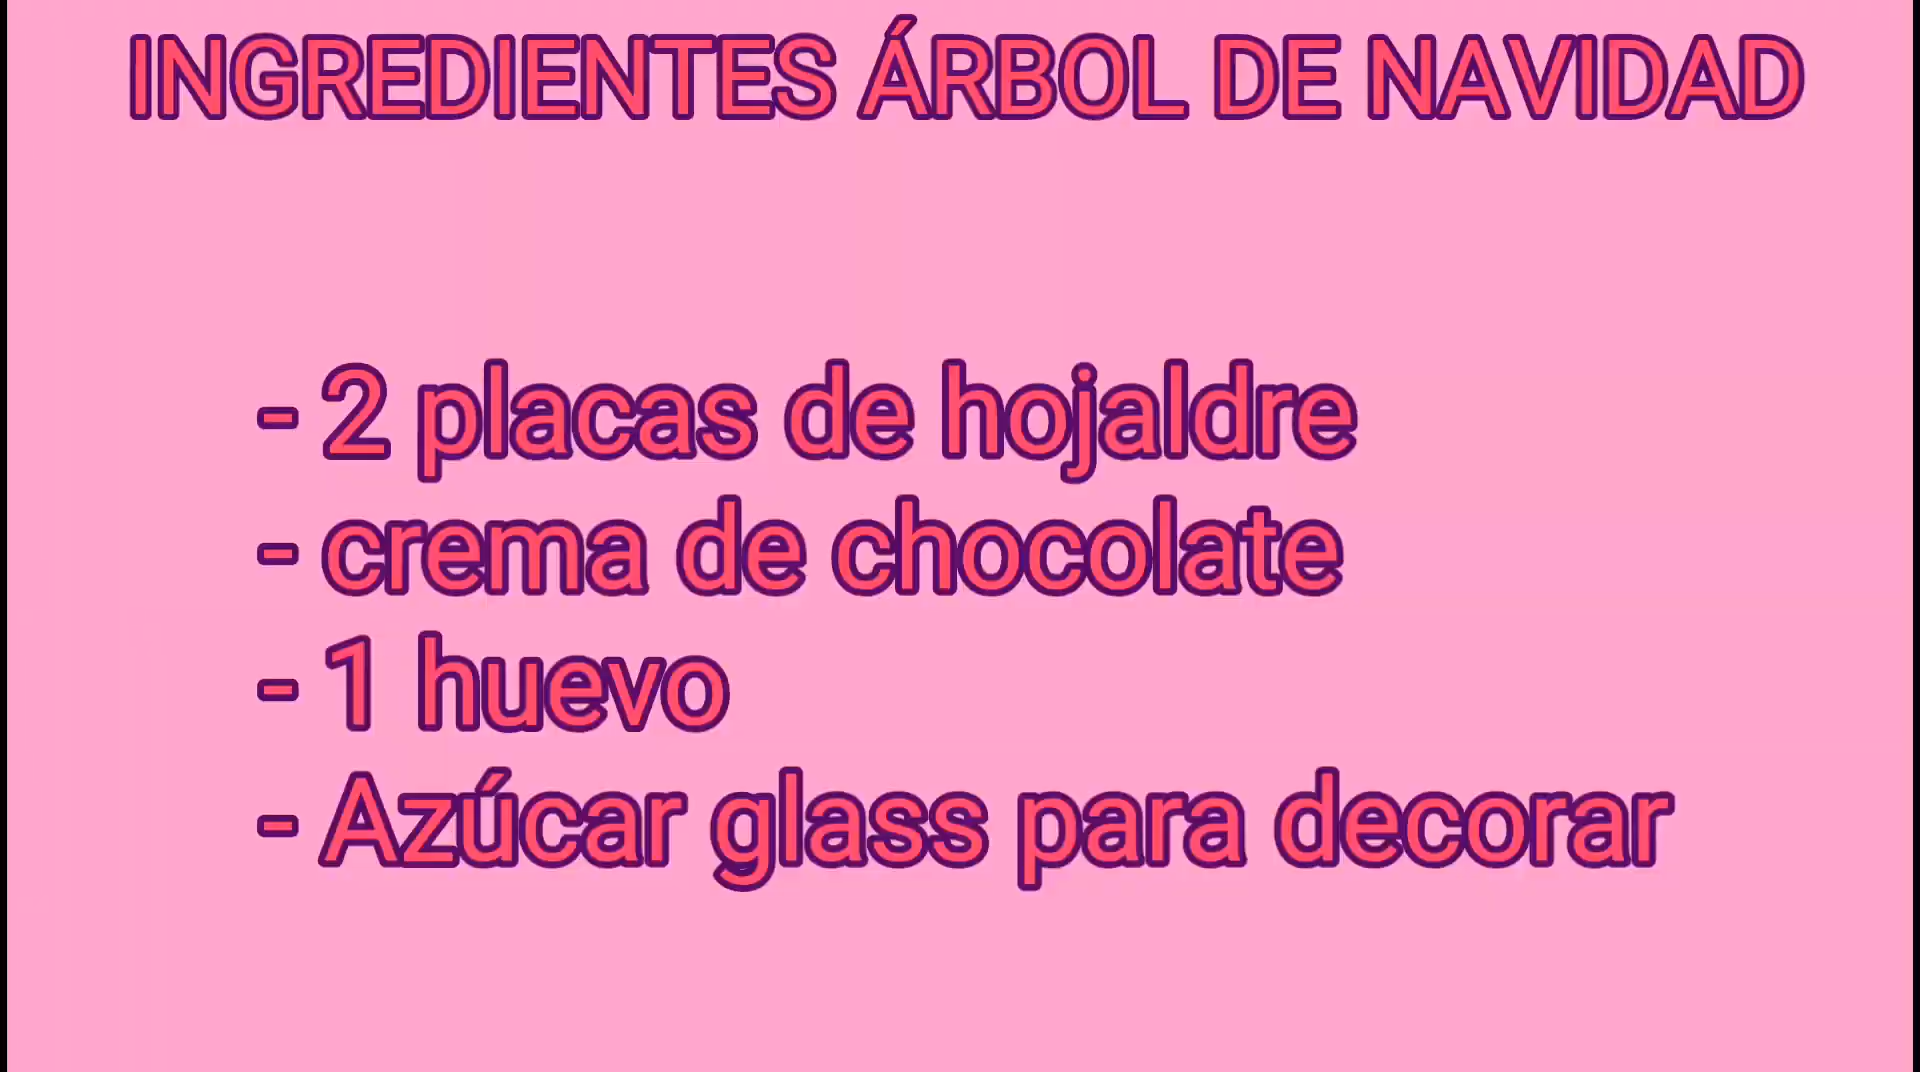 INGREDIENTES ÁRBOL DE NAVIDAD
- 2 placas de hojaldre
- crema de chocolate
- 1 huevo
- Azúcar glass para decorar